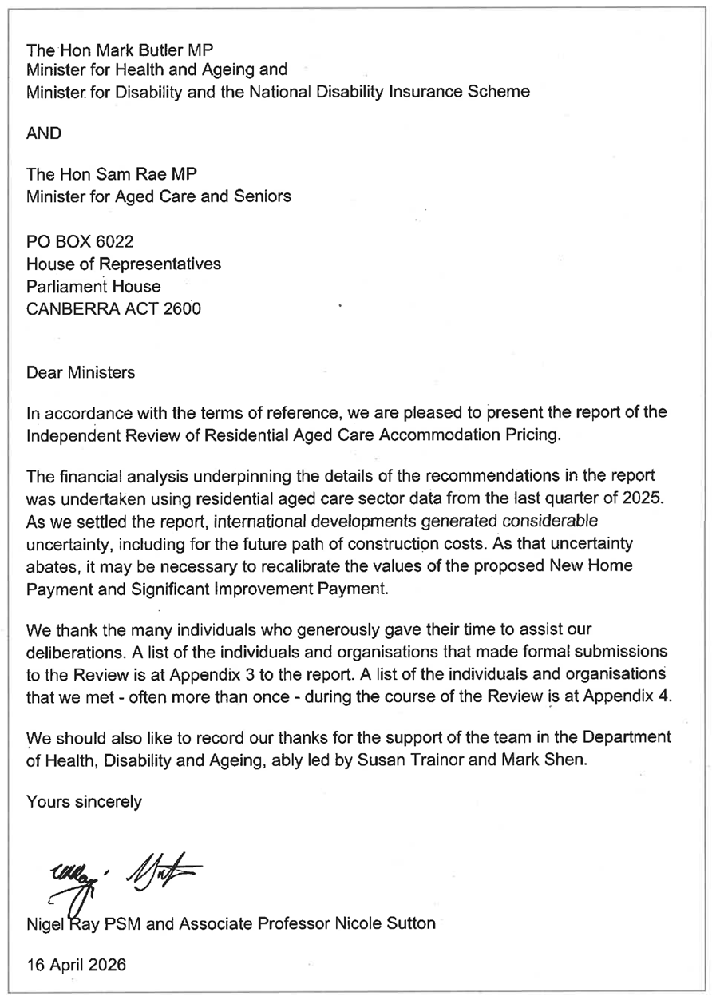 The Hon Mark Butler MP
Minister for Health and Ageing and
Minister for Disability and the National Disability Insurance Scheme
AND
The Hon Sam Rae MP
Minister for Aged Care and Seniors
PO BOX 6022
House of Representatives
Parliament House
CANBERRA ACT 2600
Dear Ministers
In accordance with the terms of reference, we are pleased to present the report of the
Independent Review of Residential Aged Care Accommodation Pricing.
The financial analysis underpinning the details of the recommendations in the report
was undertaken using residential aged care sector data from the last quarter of 2025.
As we settled the report, international developments generated considerable
uncertainty, including for the future path of construction costs. As that uncertainty
abates, it may be necessary to recalibrate the values of the proposed New Home
Payment and Significant Improvement Payment.
We thank the many individuals who generously gave their time to assist our
deliberations. A list of the individuals and organisations that made formal submissions
to the Review is at Appendix 3 to the report. A list of the individuals and organisations
that we met - often more than once - during the course of the Review is at Appendix 4.
We should also like to record our thanks for the support of the team in the Department
of Health, Disability and Ageing, ably led by Susan Trainor and Mark Shen.
Yours sincerely
Nigel Ray PSM and Associate Professor Nicole Sutton
16 April 2026